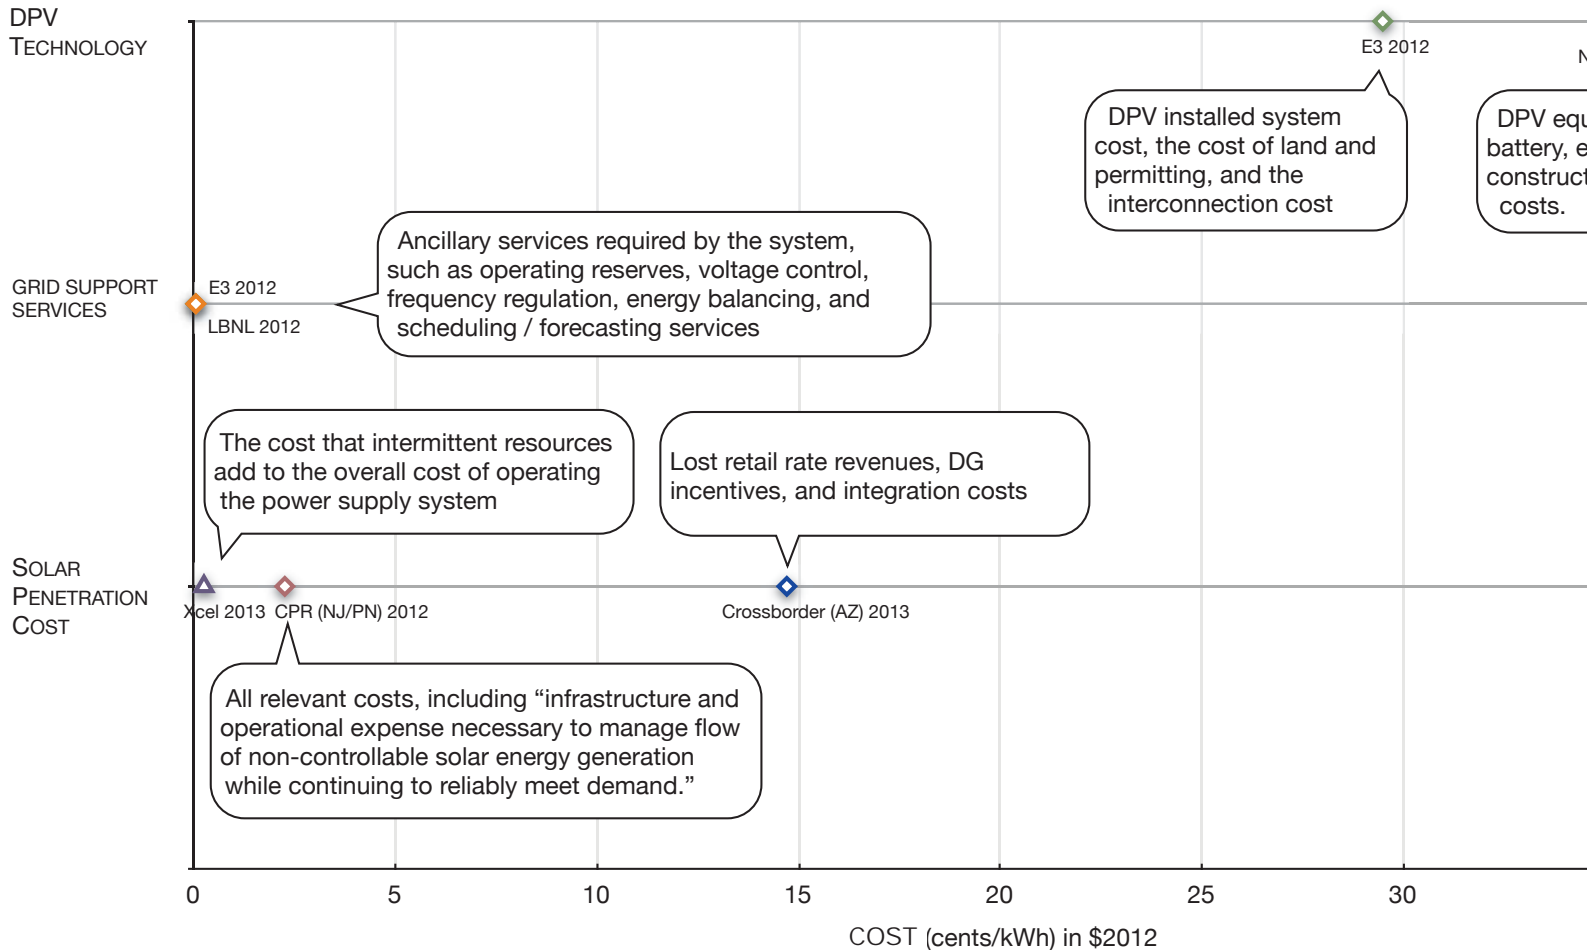 DPV
TECHNOLOGY
E3 2012
N
DPV installed system
cost, the cost of land and
permitting, and the
interconnection cost
DPV equ
battery, e
construct
costs.
GRID SUPPORT
SERVICES
E3 2012
LBNL 2012
Ancillary services required by the system,
such as operating reserves, voltage control,
frequency regulation, energy balancing, and
scheduling / forecasting services
The cost that intermittent resources
add to the overall cost of operating
the power supply system
Lost retail rate revenues, DG
incentives, and integration costs
SOLAR
PENETRATION
COST
Xcel 2013
CPR (NJ/PN) 2012
Crossborder (AZ) 2013
All relevant costs, including “infrastructure and
operational expense necessary to manage flow
of non-controllable solar energy generation
while continuing to reliably meet demand.”
0 5 10 15 20 25 30
COST (cents/kWh) in $2012